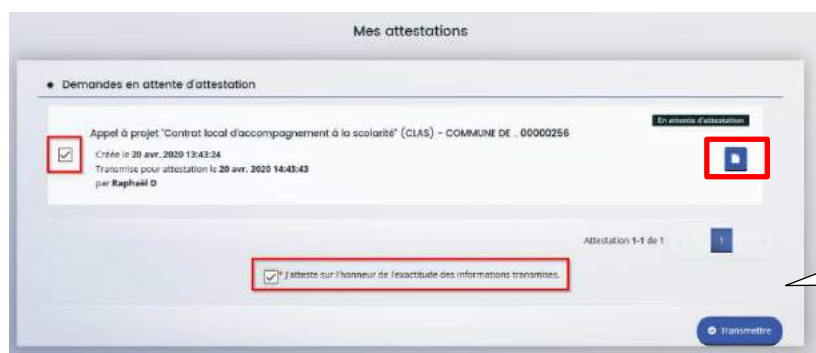 Mes attestations
Demandes en attente d'attestation
En attente d'attestation
Appel à projet "Contrat local d'accompagnement à la scolarité" (CLAS) - COMMUNE DE .. 00000256
Créée le 20 avr. 2020 13:43:24
Transmise pour attestation le 20 avr. 2020 14:43:43
par Raphaël D
Attestation 1-1 de 1
1
* J'atteste sur l'honneur de l'exactitude des informations transmises.
Transmettre